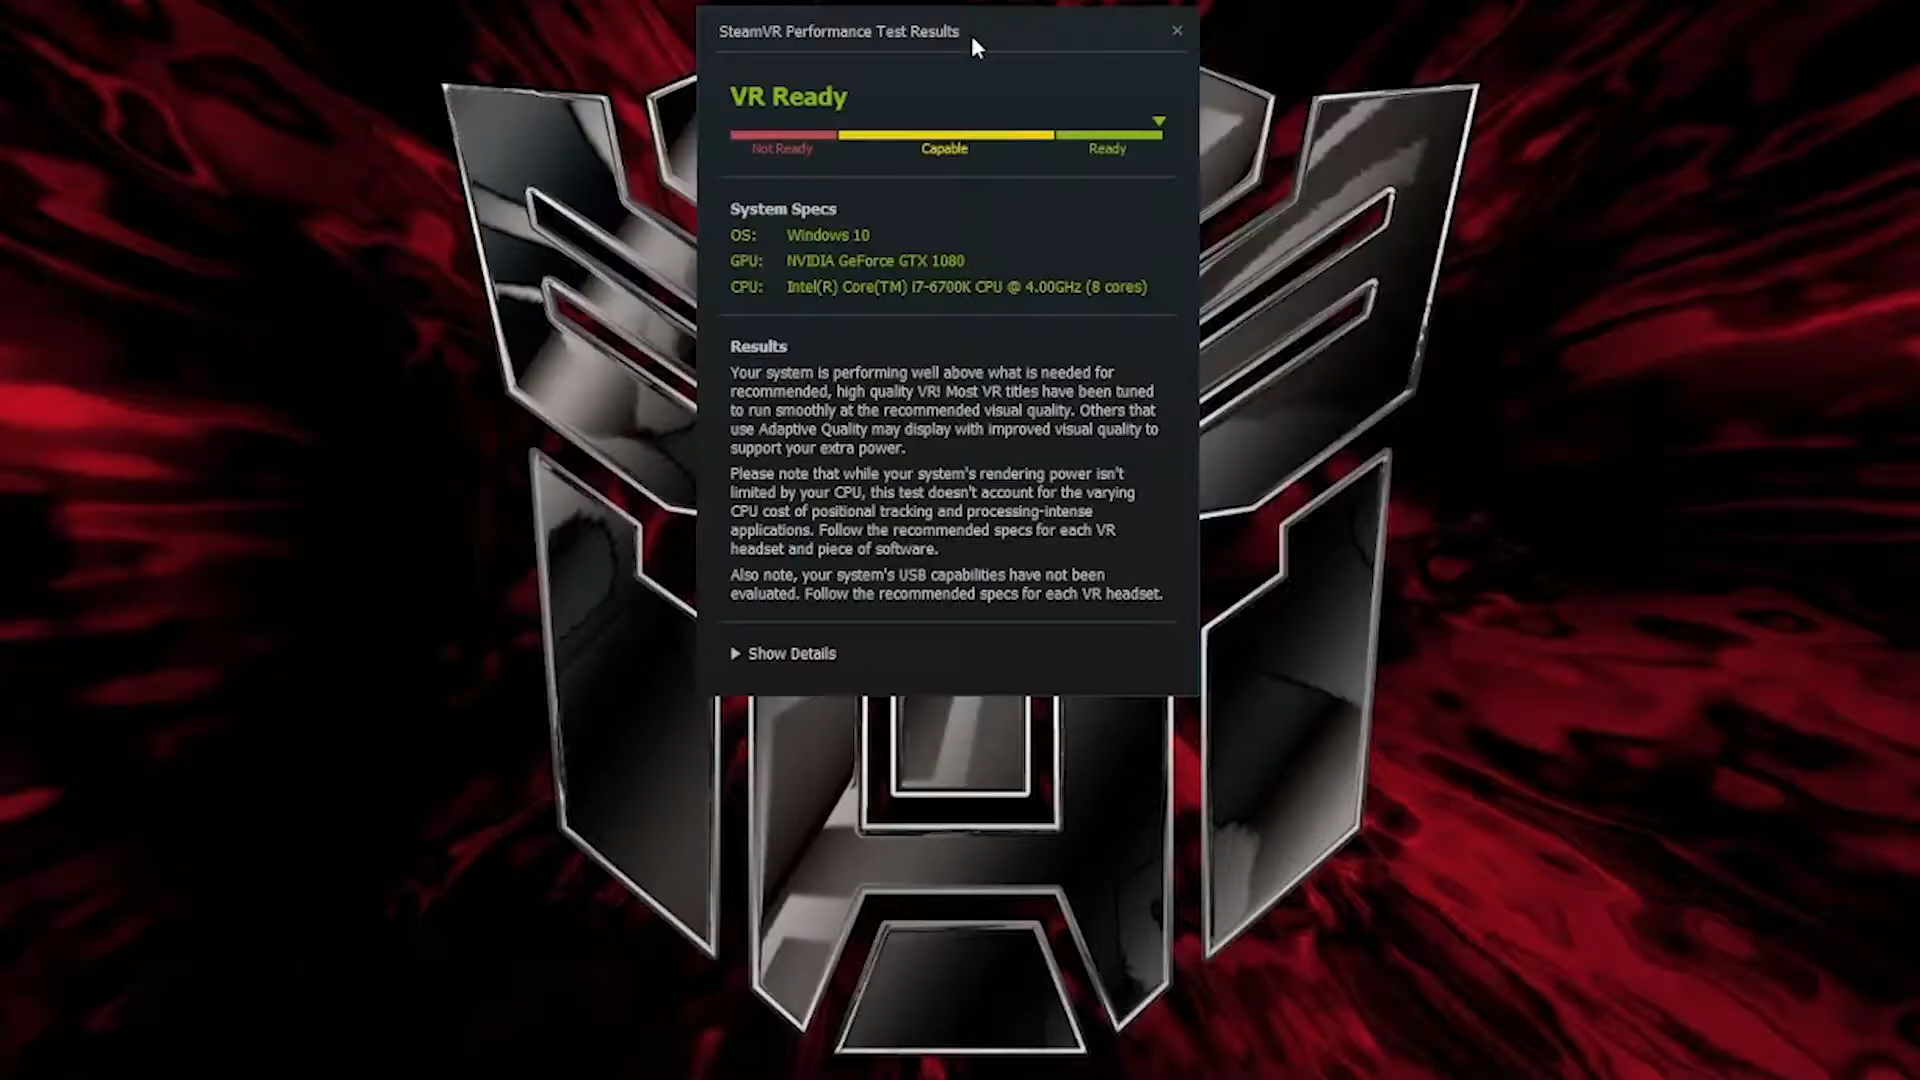 SteamVR Performance Test Results
VR Ready
Not Ready
Capable
Ready
System Specs
OS: Windows 10
GPU: NVIDIA GeForce GTX 1080
CPU: Intel(R) Core(TM) i7-6700K CPU @ 4.00GHz (8 cores)
Results
Your system is performing well above what is needed for
recommended, high quality VR! Most VR titles have been tuned
to run smoothly at the recommended visual quality. Others that
use Adaptive Quality may display with improved visual quality to
support your extra power.
Please note that while your system's rendering power isn't
limited by your CPU, this test doesn't account for the varying
CPU cost of positional tracking and processing-intense
applications. Follow the recommended specs for each VR
headset and piece of software.
Also note, your system's USB capabilities have not been
evaluated. Follow the recommended specs for each VR headset.
Show Details